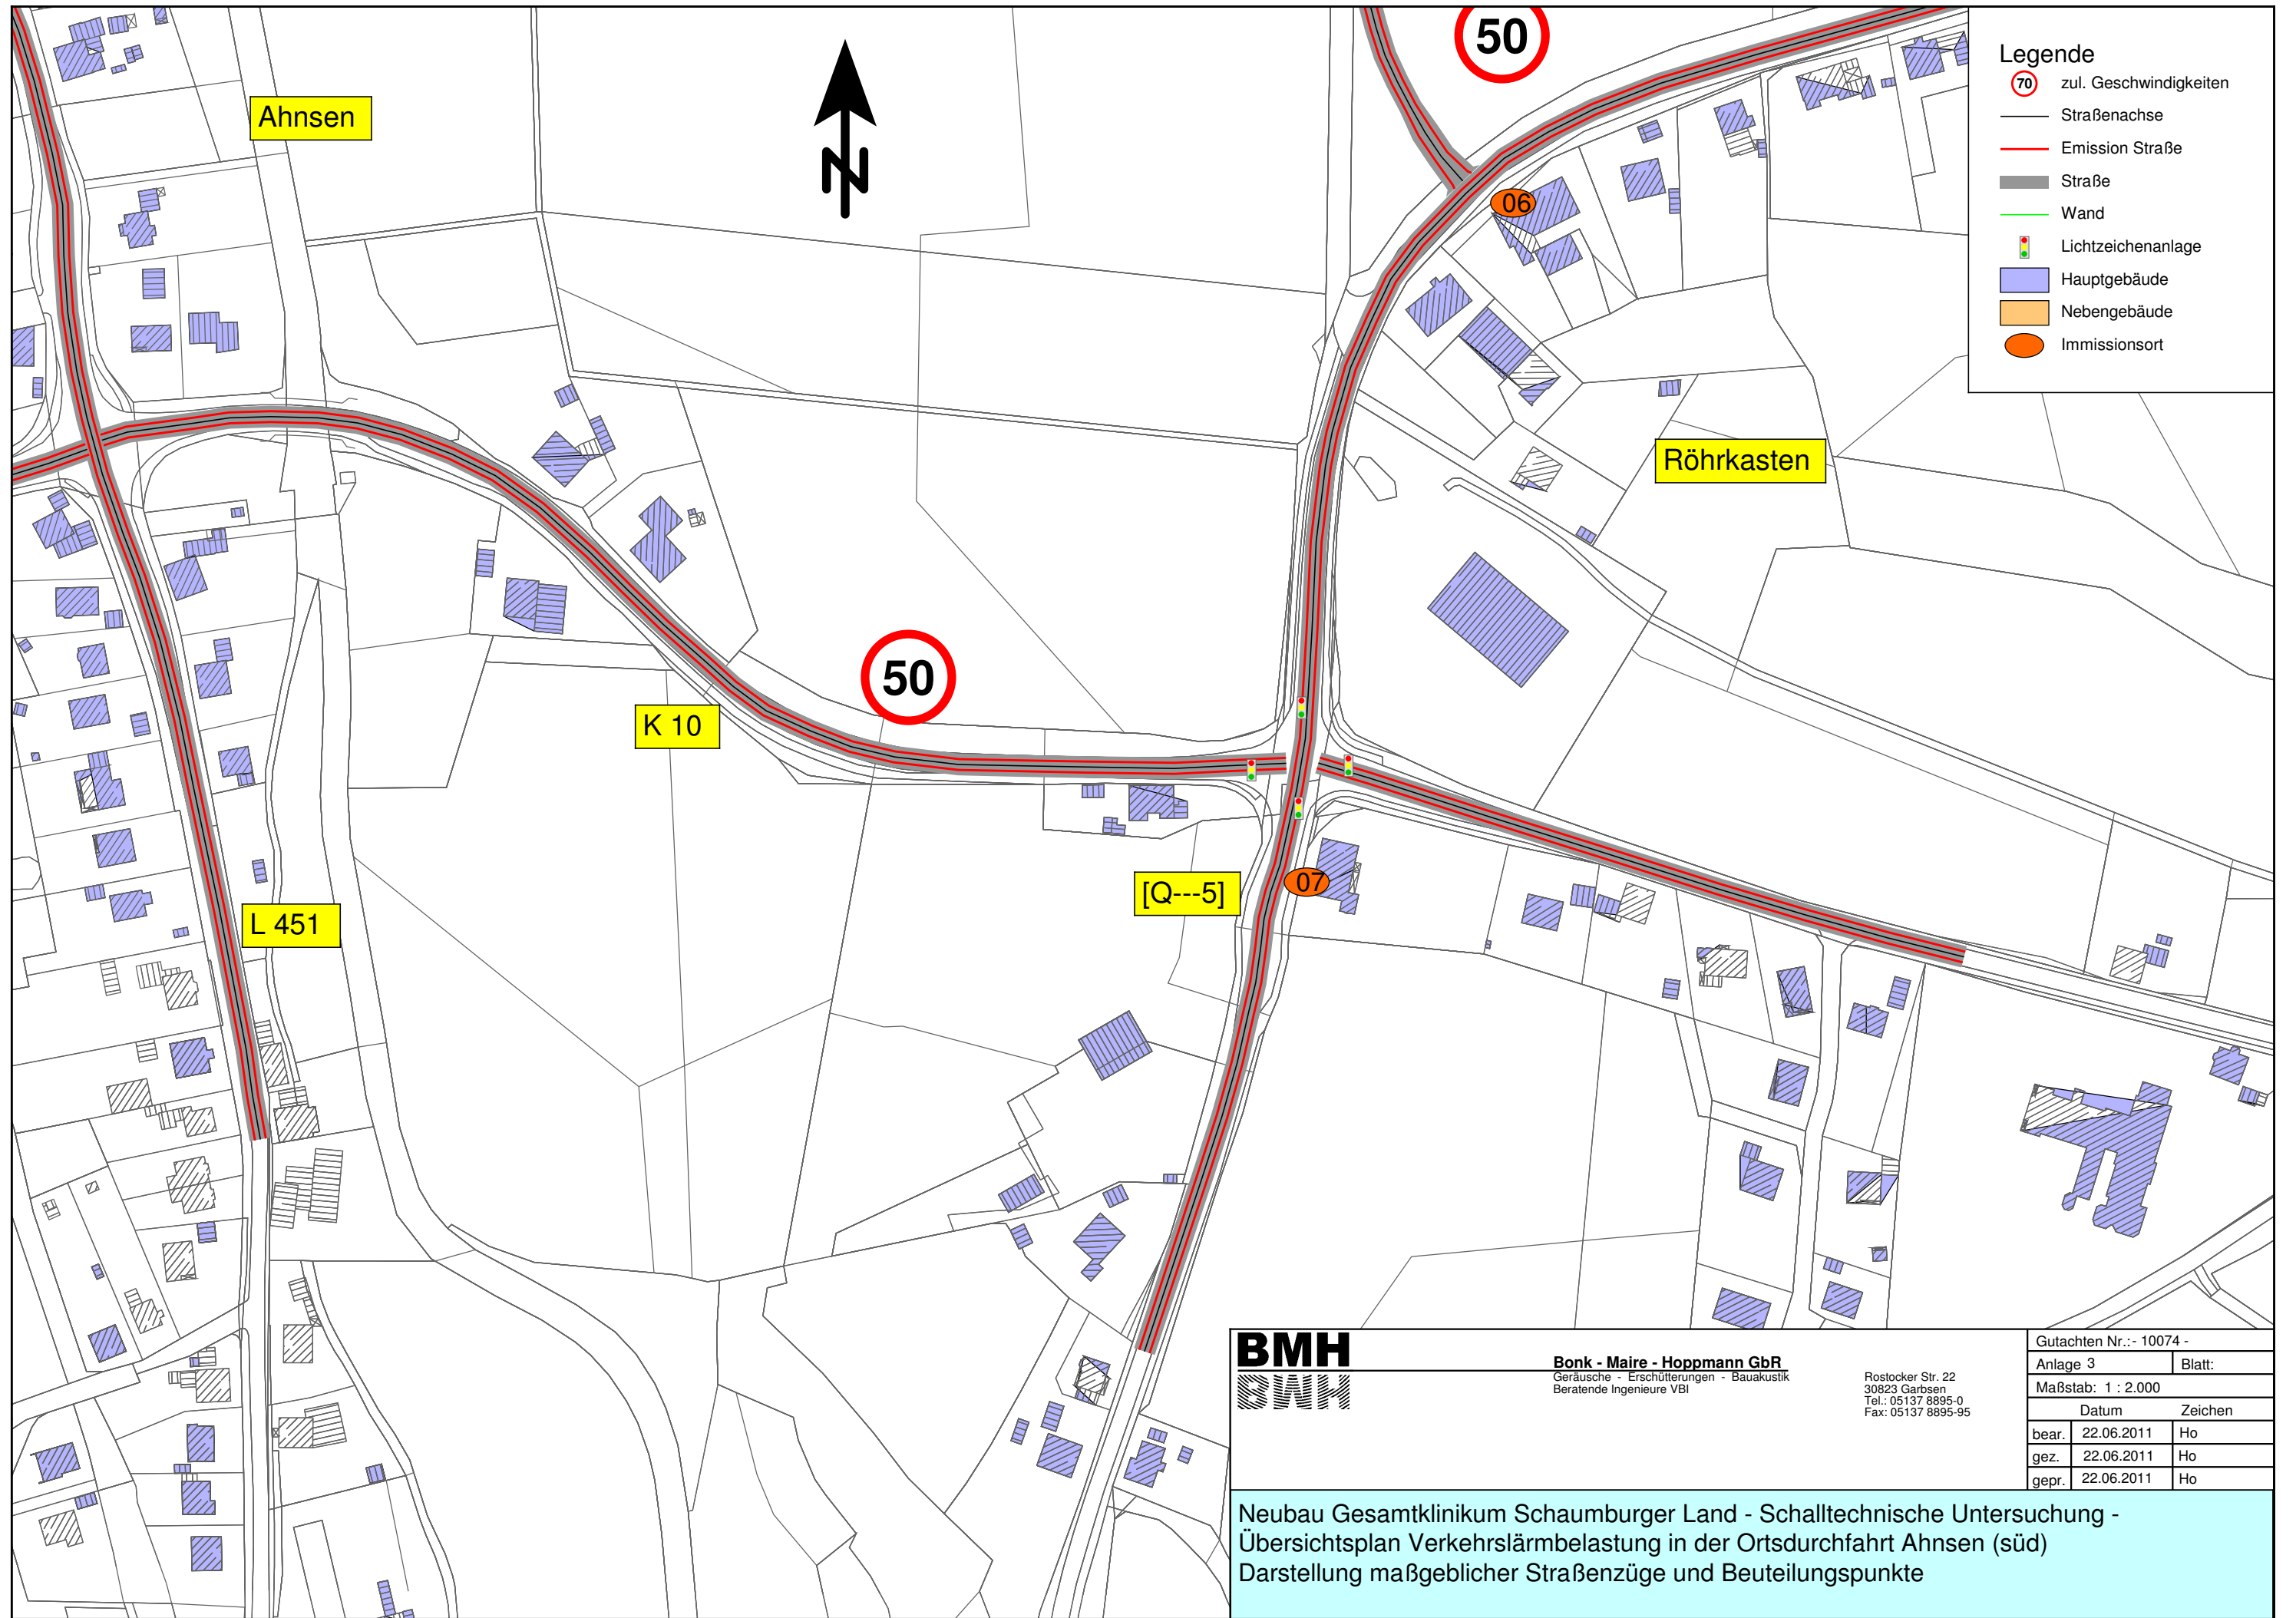 50
Ahnsen
N
06
Röhrkasten
50
K 10
[Q---5]
07
L 451
Legende
70 zul. Geschwindigkeiten
Straßenachse
Emission Straße
Straße
Wand
Lichtzeichenanlage
Hauptgebäude
Nebengebäude
Immissionsort
BMH
BMH
Bonk - Maire - Hoppmann GbR
Geräusche - Erschütterungen - Bauakustik
Beratende Ingenieure VBI
Rostocker Str. 22
30823 Garbsen
Tel.: 05137 8895-0
Fax: 05137 8895-95
Gutachten Nr.:- 10074 -
Anlage 3 Blatt:
Maßstab: 1 : 2.000
Datum Zeichen
bear. 22.06.2011 Ho
gez. 22.06.2011 Ho
gepr. 22.06.2011 Ho
Neubau Gesamtklinikum Schaumburger Land - Schalltechnische Untersuchung -
Übersichtsplan Verkehrslärmbelastung in der Ortsdurchfahrt Ahnsen (süd)
Darstellung maßgeblicher Straßenzüge und Beuteilungspunkte